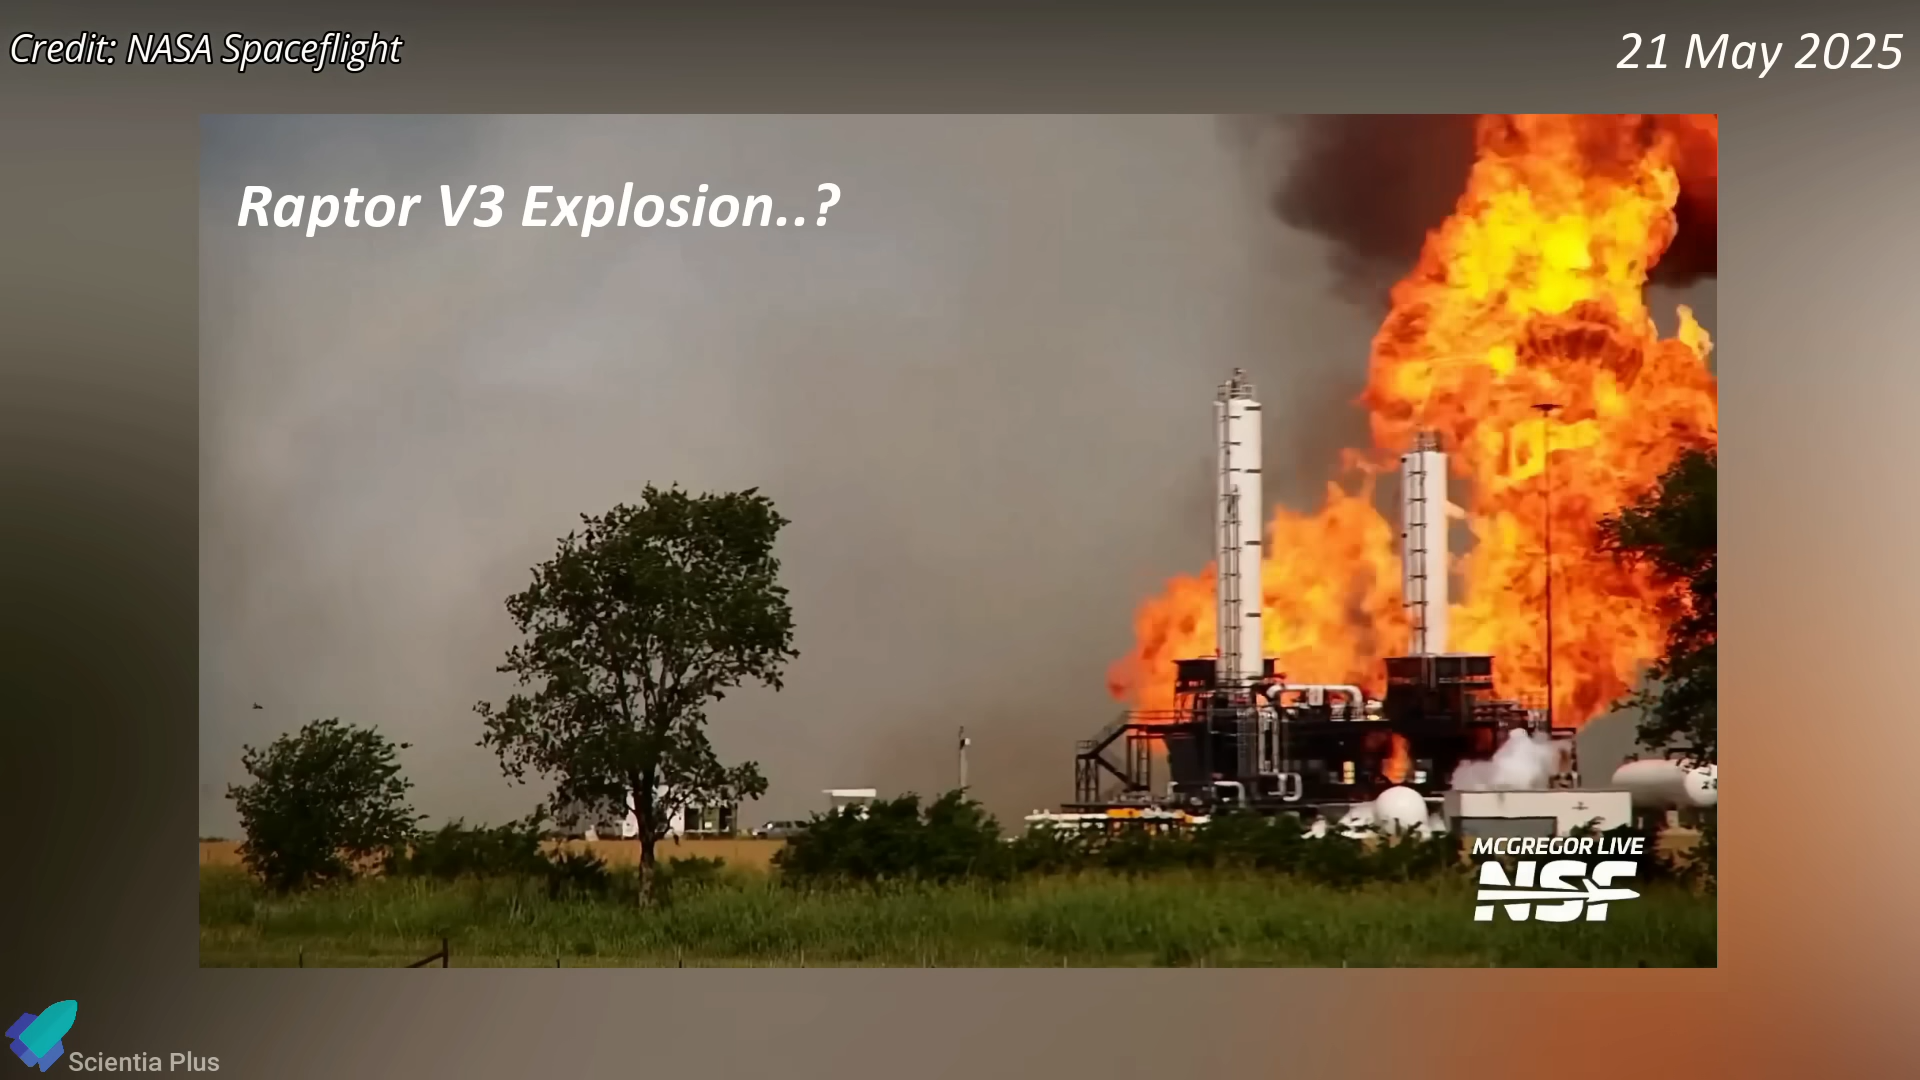 Credit: NASA Spaceflight
21 May 2025
Raptor V3 Explosion..?
MCGREGOR LIVE
NSF
Scientia Plus